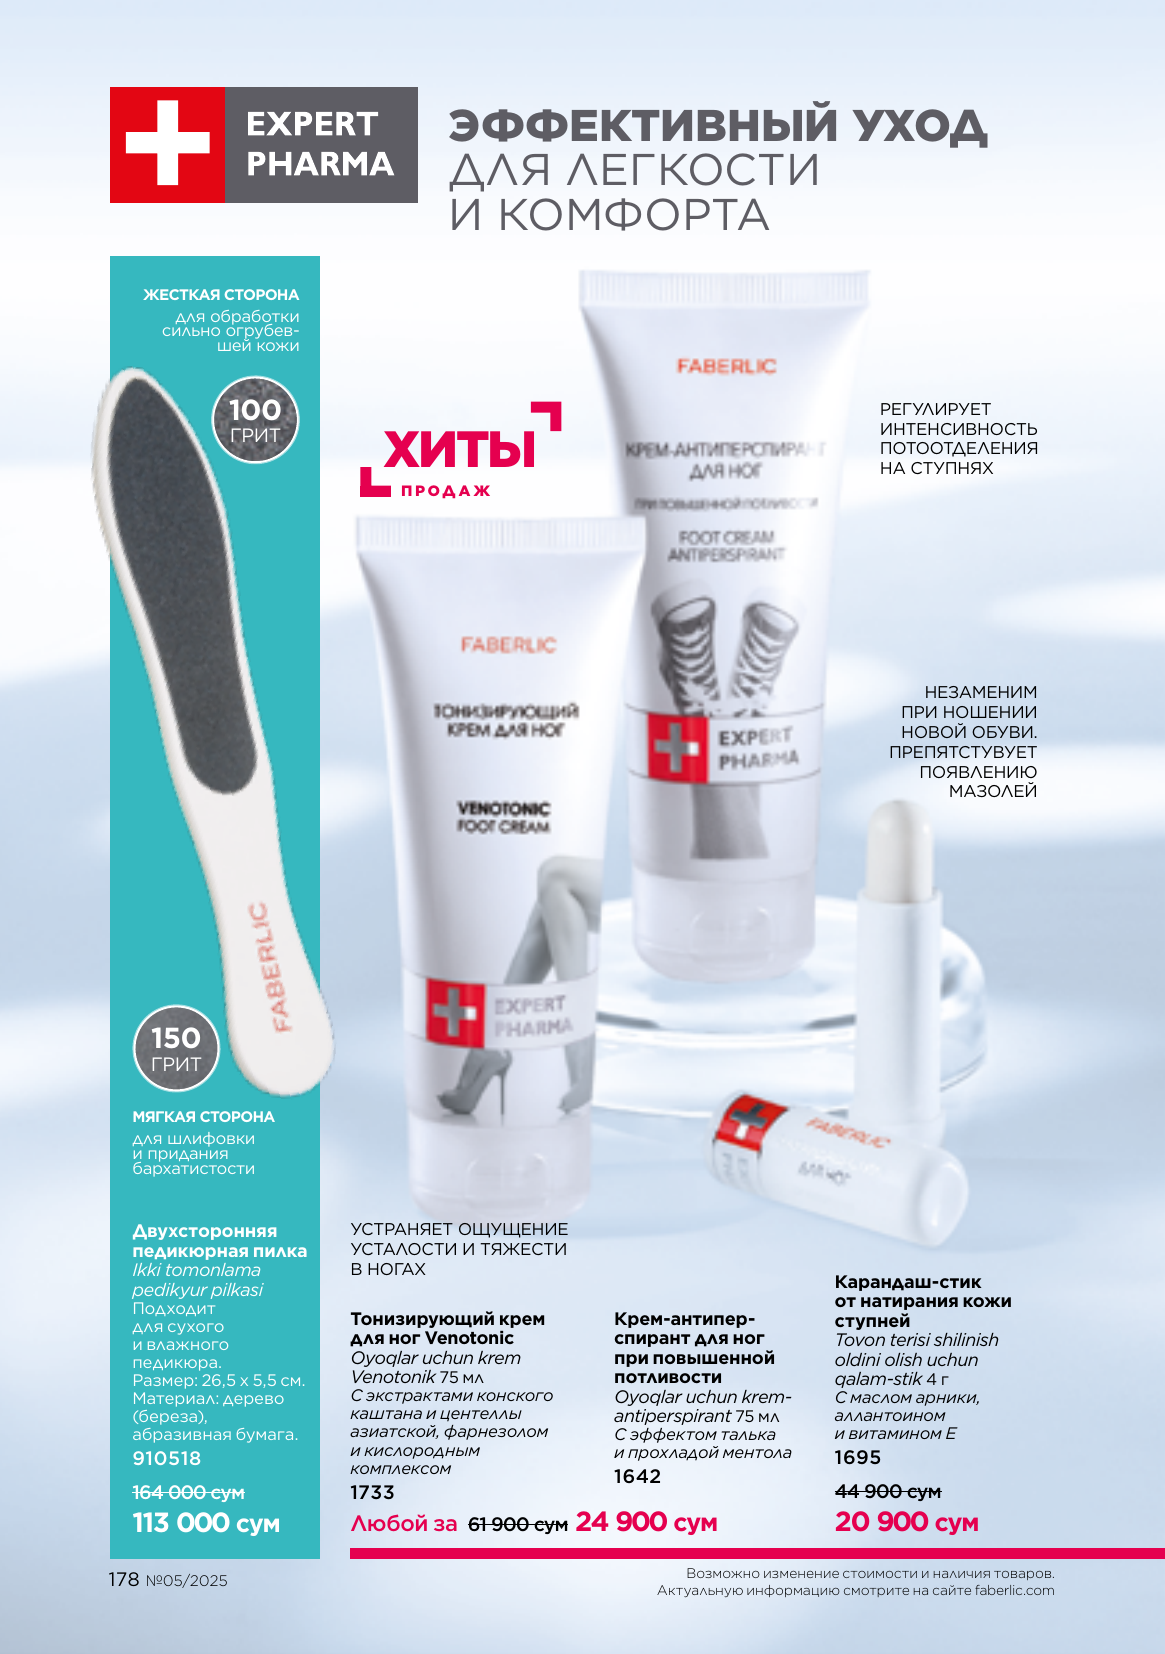 EXPERT
PHARMA
ЭФФЕКТИВНЫЙ УХОД
ДЛЯ ЛЕГКОСТИ
И КОМФОРТА
ЖЕСТКАЯ СТОРОНА
для обработки
сильно огрубев-
шей кожи
100
ГРИТ
FABERLIC
150
ГРИТ
МЯГКАЯ СТОРОНА
для шлифовки
и придания
бархатистости
Двухсторонняя
педикюрная пилка
Ikki tomonlama
pedikyur pilkasi
Подходит
для сухого
и влажного
педикюра.
Размер: 26,5 х 5,5 см.
Материал: дерево
(береза),
абразивная бумага.
910518
164 000 сум
113 000 сум
ХИТЫ
ПРОДАЖ
FABERLIC
КРЕМ-АНТИПЕРСПИРАНТ
ДЛЯ НОГ
ПРИ ПОВЫШЕННОЙ ПОТЛИВОСТИ
FOOT CREAM
ANTIPERSPIRANT
EXPERT
PHARMA
РЕГУЛИРУЕТ
ИНТЕНСИВНОСТЬ
ПОТООТДЕЛЕНИЯ
НА СТУПНЯХ
FABERLIC
ТОНИЗИРУЮЩИЙ
КРЕМ ДЛЯ НОГ
VENOTONIC
FOOT CREAM
EXPERT
PHARMA
НЕЗАМЕНИМ
ПРИ НОШЕНИИ
НОВОЙ ОБУВИ.
ПРЕПЯТСТУВУЕТ
ПОЯВЛЕНИЮ
МАЗОЛЕЙ
FABERLIC
ДЛЯ НОГ
УСТРАНЯЕТ ОЩУЩЕНИЕ
УСТАЛОСТИ И ТЯЖЕСТИ
В НОГАХ
Тонизирующий крем
для ног Venotonic
Oyoqlar uchun krem
Venotonik 75 мл
С экстрактами конского
каштана и центеллы
азиатской, фарнезолом
и кислородным
комплексом
1733
Крем-антипер-
спирант для ног
при повышенной
потливости
Oyoqlar uchun krem-
antiperspirant 75 мл
С эффектом талька
и прохладой ментола
1642
Любой за 61 900 сум 24 900 сум
Карандаш-стик
от натирания кожи
ступней
Tovon terisi shilinish
oldini olish uchun
qalam-stik 4 г
С маслом арники,
аллантоином
и витамином Е
1695
44 900 сум
20 900 сум
178 №05/2025
Возможно изменение стоимости и наличия товаров.
Актуальную информацию смотрите на сайте faberlic.com